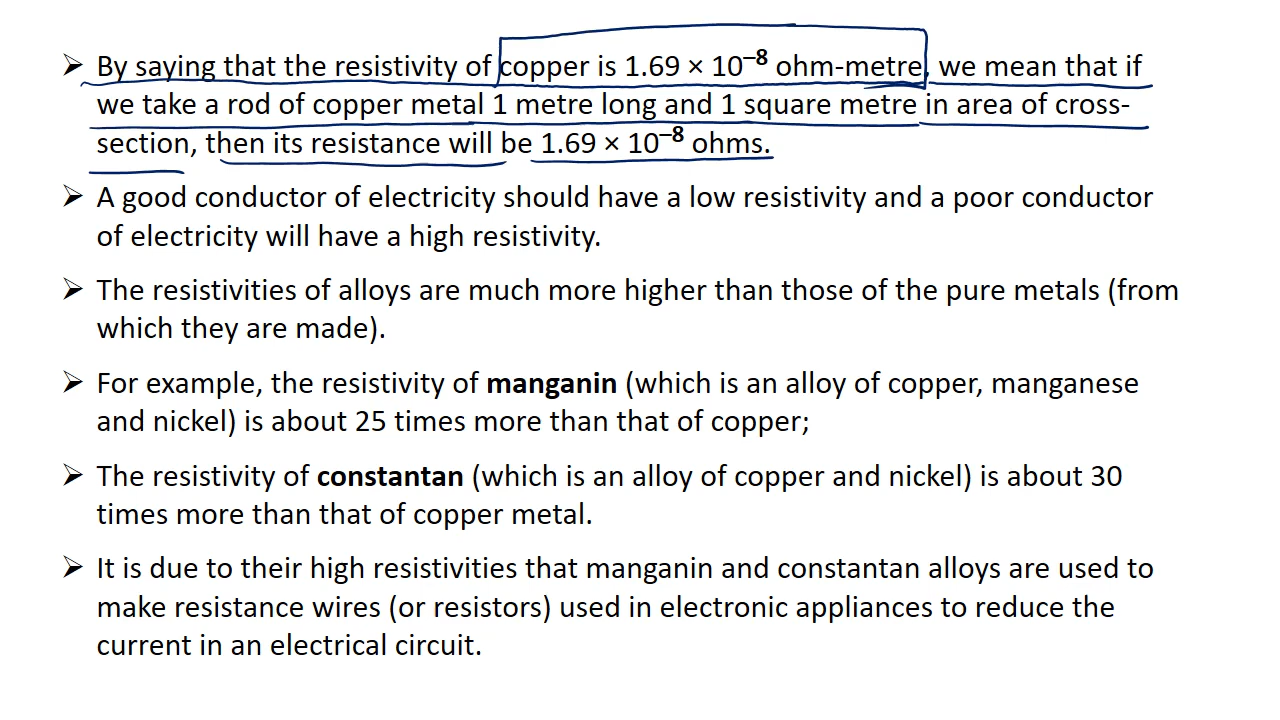 ➢ By saying that the resistivity of copper is 1.69 × 10⁻⁸ ohm-metre, we mean that if
we take a rod of copper metal 1 metre long and 1 square metre in area of cross-
section, then its resistance will be 1.69 × 10⁻⁸ ohms.
➢ A good conductor of electricity should have a low resistivity and a poor conductor
of electricity will have a high resistivity.
➢ The resistivities of alloys are much more higher than those of the pure metals (from
which they are made).
➢ For example, the resistivity of manganin (which is an alloy of copper, manganese
and nickel) is about 25 times more than that of copper;
➢ The resistivity of constantan (which is an alloy of copper and nickel) is about 30
times more than that of copper metal.
➢ It is due to their high resistivities that manganin and constantan alloys are used to
make resistance wires (or resistors) used in electronic appliances to reduce the
current in an electrical circuit.